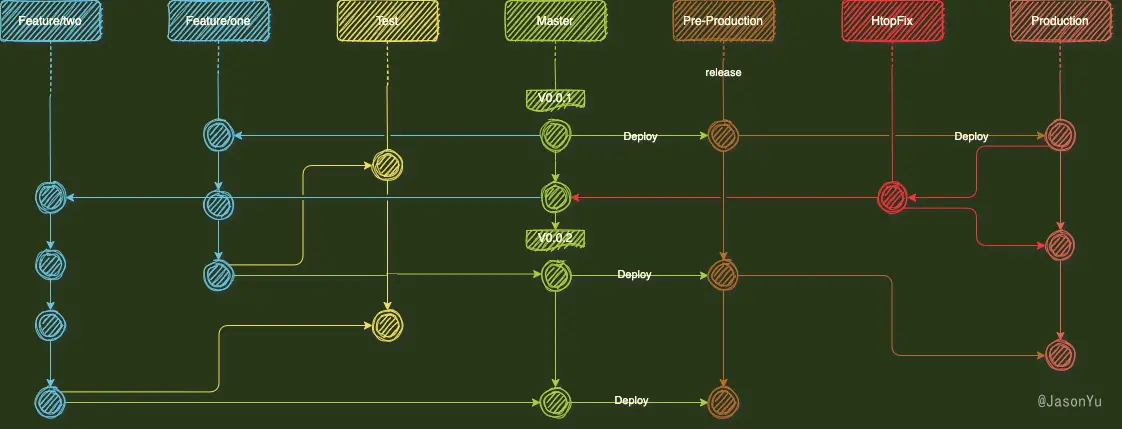 Feature/two
Feature/one
Test
Master
Pre-Production
HtopFix
Production
release
V0.0.1
Deploy
Deploy
V0.0.2
Deploy
Deploy
@JasonYu